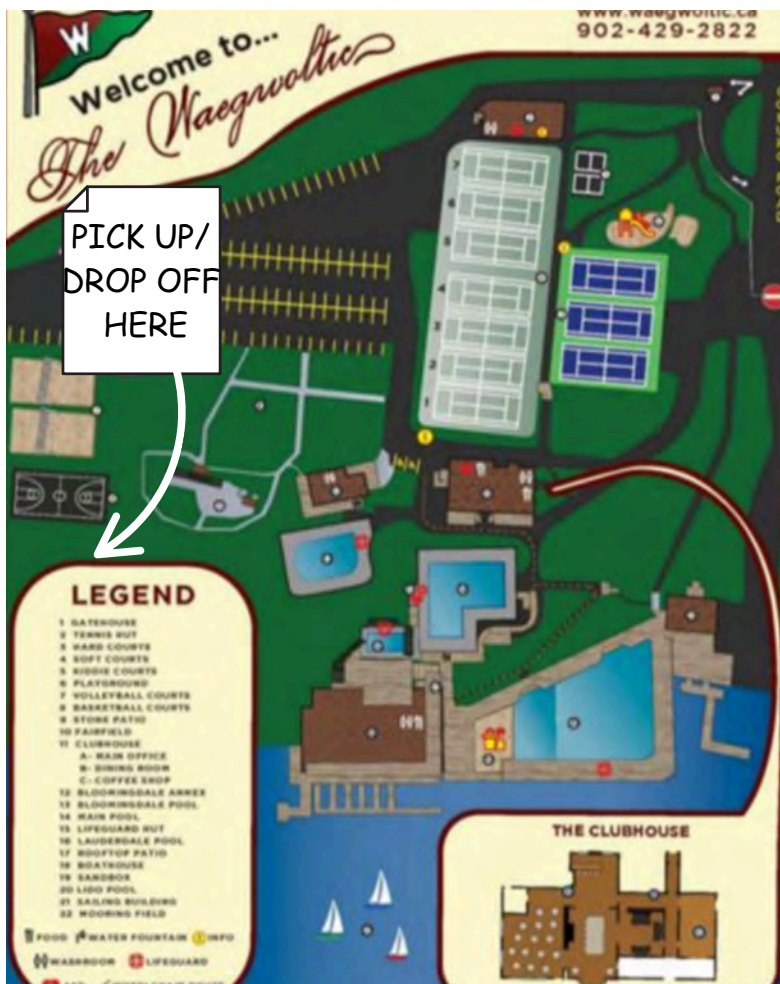 www.waegwoltic.ca
902-429-2822
W
Welcome to...
The Waegwoltic
PICK UP/
DROP OFF
HERE
7
6
5
4
3
2
1
LEGEND
1 GATEHOUSE
2 TENNIS HUT
3 HARD COURTS
4 SOFT COURTS
5 KIDDIE COURTS
6 PLAYGROUND
7 VOLLEYBALL COURTS
8 BASKETBALL COURTS
9 STONE PATIO
10 FAIRFIELD
11 CLUBHOUSE
A- MAIN OFFICE
B- DINING ROOM
C- COFFEE SHOP
12 BLOOMINGDALE ANNEX
13 BLOOMINGDALE POOL
14 MAIN POOL
15 LIFEGUARD HUT
16 LAUDERDALE POOL
17 ROOFTOP PATIO
18 BOATHOUSE
19 SANDBOX
20 LIDO POOL
21 SAILING BUILDING
22 MOORING FIELD
FOOD WATER FOUNTAIN INFO
WASHROOM LIFEGUARD
THE CLUBHOUSE